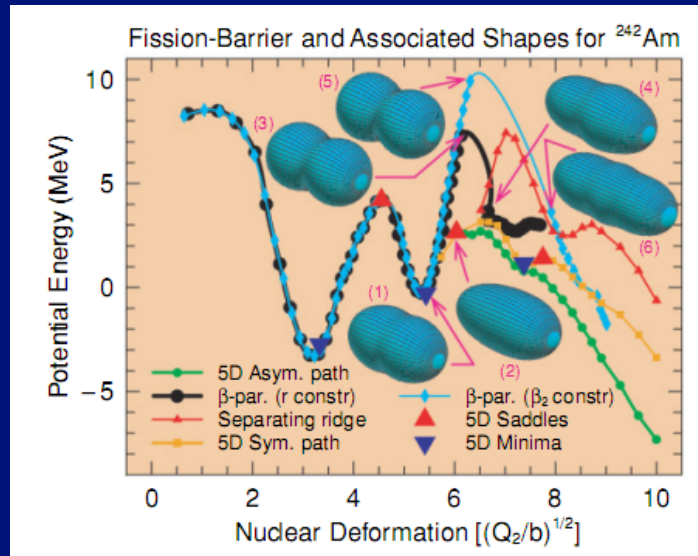 Fission-Barrier and Associated Shapes for ²⁴²Am
Potential Energy (MeV)
10
5
0
−5
(5)
(4)
(3)
(6)
(1)
(2)
5D Asym. path
β-par. (r constr)
Separating ridge
5D Sym. path
β-par. (β₂ constr)
5D Saddles
5D Minima
0 2 4 6 8 10
Nuclear Deformation [(Q₂/b)¹ᐟ²]